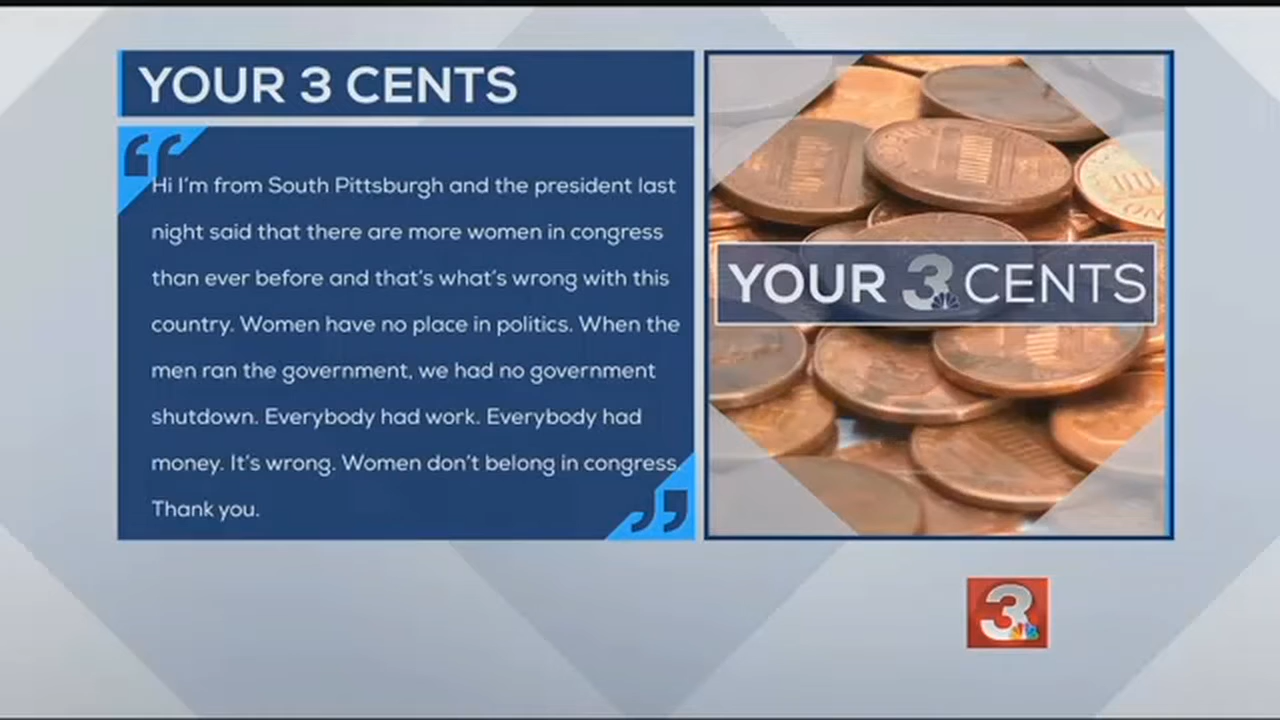 YOUR 3 CENTS
Hi I'm from South Pittsburgh and the president last
night said that there are more women in congress
than ever before and that's what's wrong with this
country. Women have no place in politics. When the
men ran the government, we had no government
shutdown. Everybody had work. Everybody had
money. It's wrong. Women don't belong in congress.
Thank you.
YOUR 3 CENTS
3